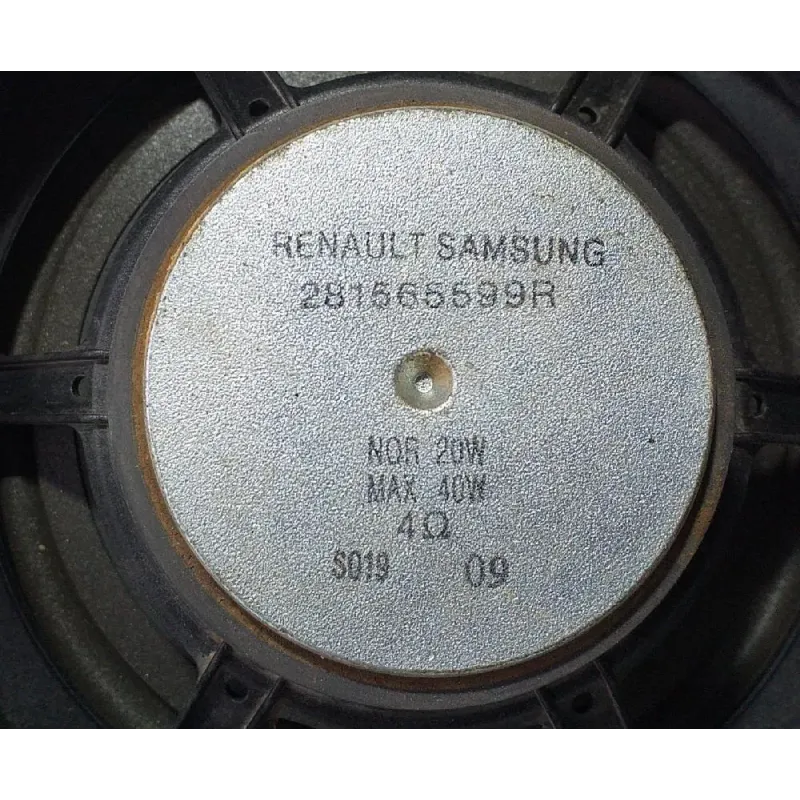 RENAULT SAMSUNG
281565599R
NOR 20W
MAX 40W
4Ω
S019 09